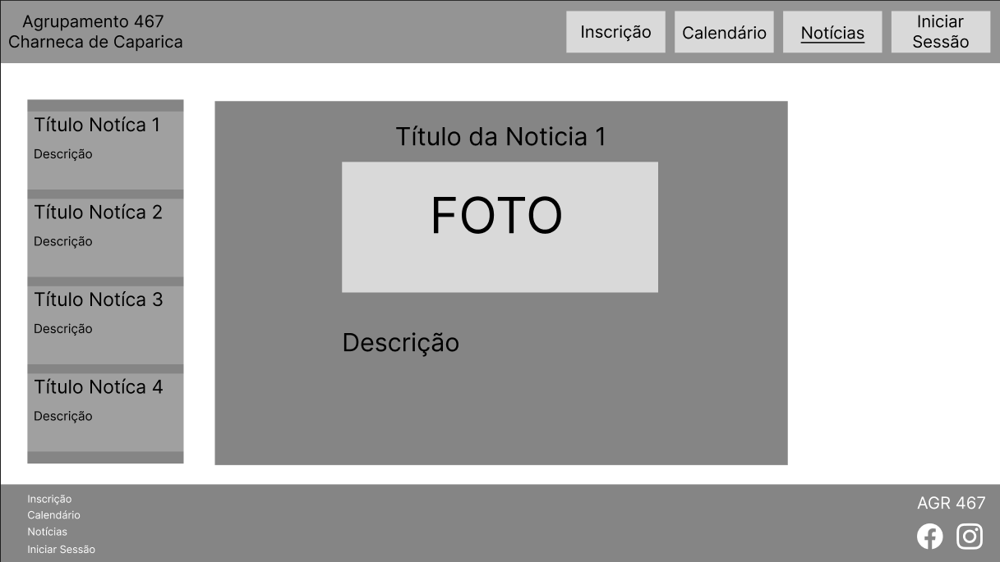 Agrupamento 467
Charneca de Caparica
Inscrição
Calendário
Notícias
Iniciar
Sessão
Título Notíca 1
Descrição
Título Notíca 2
Descrição
Título Notíca 3
Descrição
Título Notíca 4
Descrição
Título da Noticia 1
FOTO
Descrição
Inscrição
Calendário
Notícias
Iniciar Sessão
AGR 467